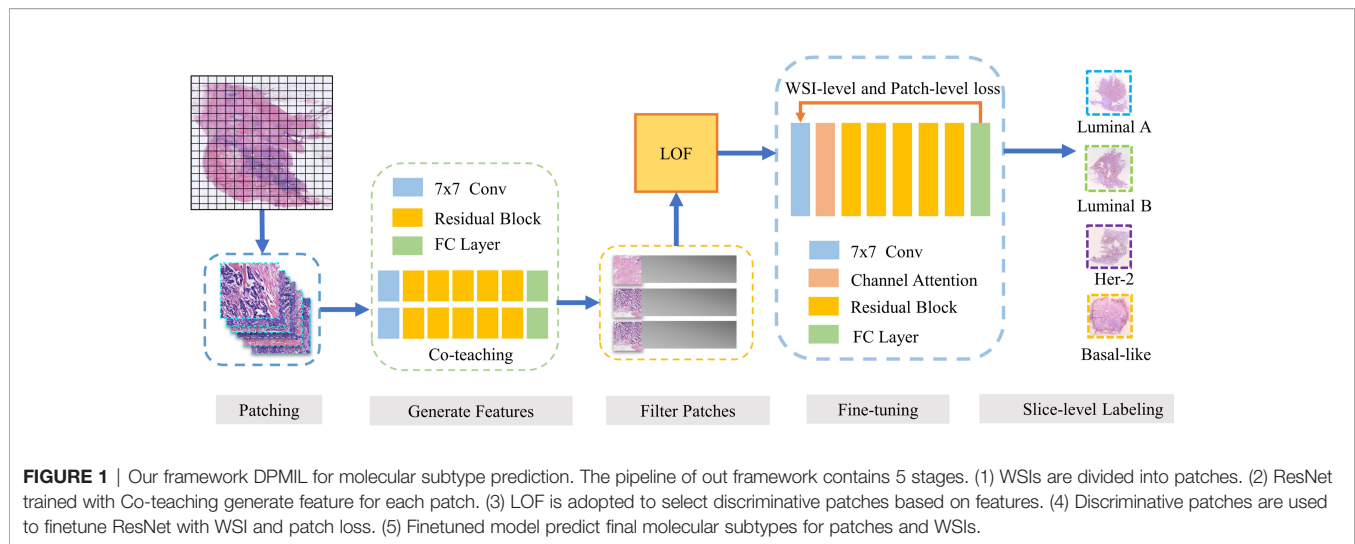 WSI-level and Patch-level loss
LOF
7x7 Conv
Residual Block
FC Layer
Co-teaching
7x7 Conv
Channel Attention
Residual Block
FC Layer
Luminal A
Luminal B
Her-2
Basal-like
Patching
Generate Features
Filter Patches
Fine-tuning
Slice-level Labeling
FIGURE 1 | Our framework DPMIL for molecular subtype prediction. The pipeline of out framework contains 5 stages. (1) WSIs are divided into patches. (2) ResNet
trained with Co-teaching generate feature for each patch. (3) LOF is adopted to select discriminative patches based on features. (4) Discriminative patches are used
to finetune ResNet with WSI and patch loss. (5) Finetuned model predict final molecular subtypes for patches and WSIs.